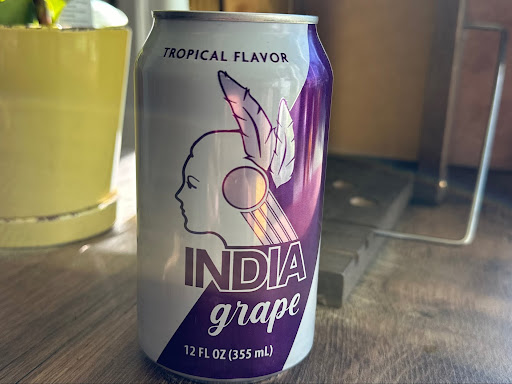 TROPICAL FLAVOR
INDIA
grape
12 FL OZ (355 mL)